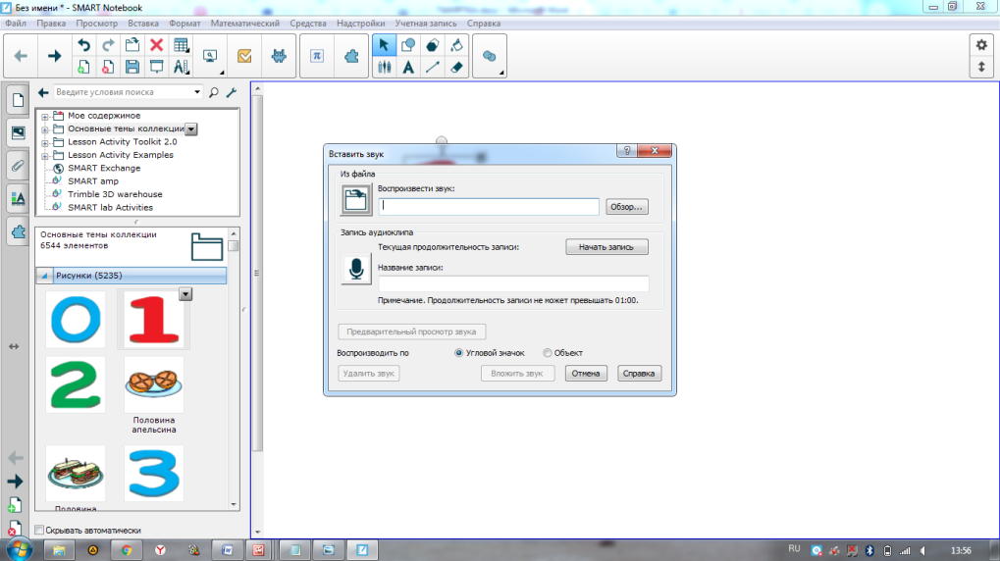 Без имени * - SMART Notebook
Файл Правка Просмотр Вставка Формат Математический Средства Надстройки Учетная запись Справка
Введите условия поиска
Мое содержимое
Основные темы коллекции
Lesson Activity Toolkit 2.0
Lesson Activity Examples
SMART Exchange
SMART amp
Trimble 3D warehouse
SMART lab Activities
Основные темы коллекции
6544 элементов
Рисунки (5235)
0 1
2
Половина
апельсина
3
Половина
Скрывать автоматически
Вставить звук
Из файла
Воспроизвести звук:
Обзор...
Запись аудиоклипа
Текущая продолжительность записи:
Начать запись
Название записи:
Примечание. Продолжительность записи не может превышать 01:00.
Предварительный просмотр звука
Воспроизводить по Угловой значок Объект
Удалить звук Вложить звук Отмена Справка
RU 13:56